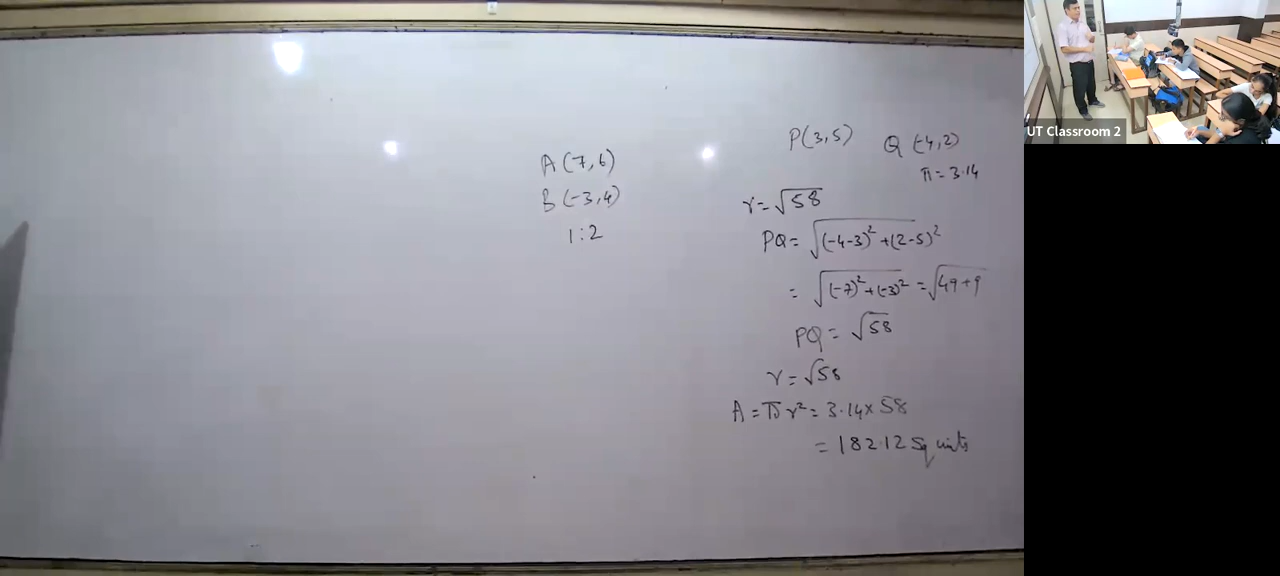 A (7,6)
B (-3,4)
1:2
P(3,5) Q (-4,2)
π = 3.14
r = √58
PQ = √(-4-3)² + (2-5)²
= √(-7)² + (-3)² = √49+9
PQ = √58
r = √58
A = πr² = 3.14 x 58
= 182.12 sq units
UT Classroom 2